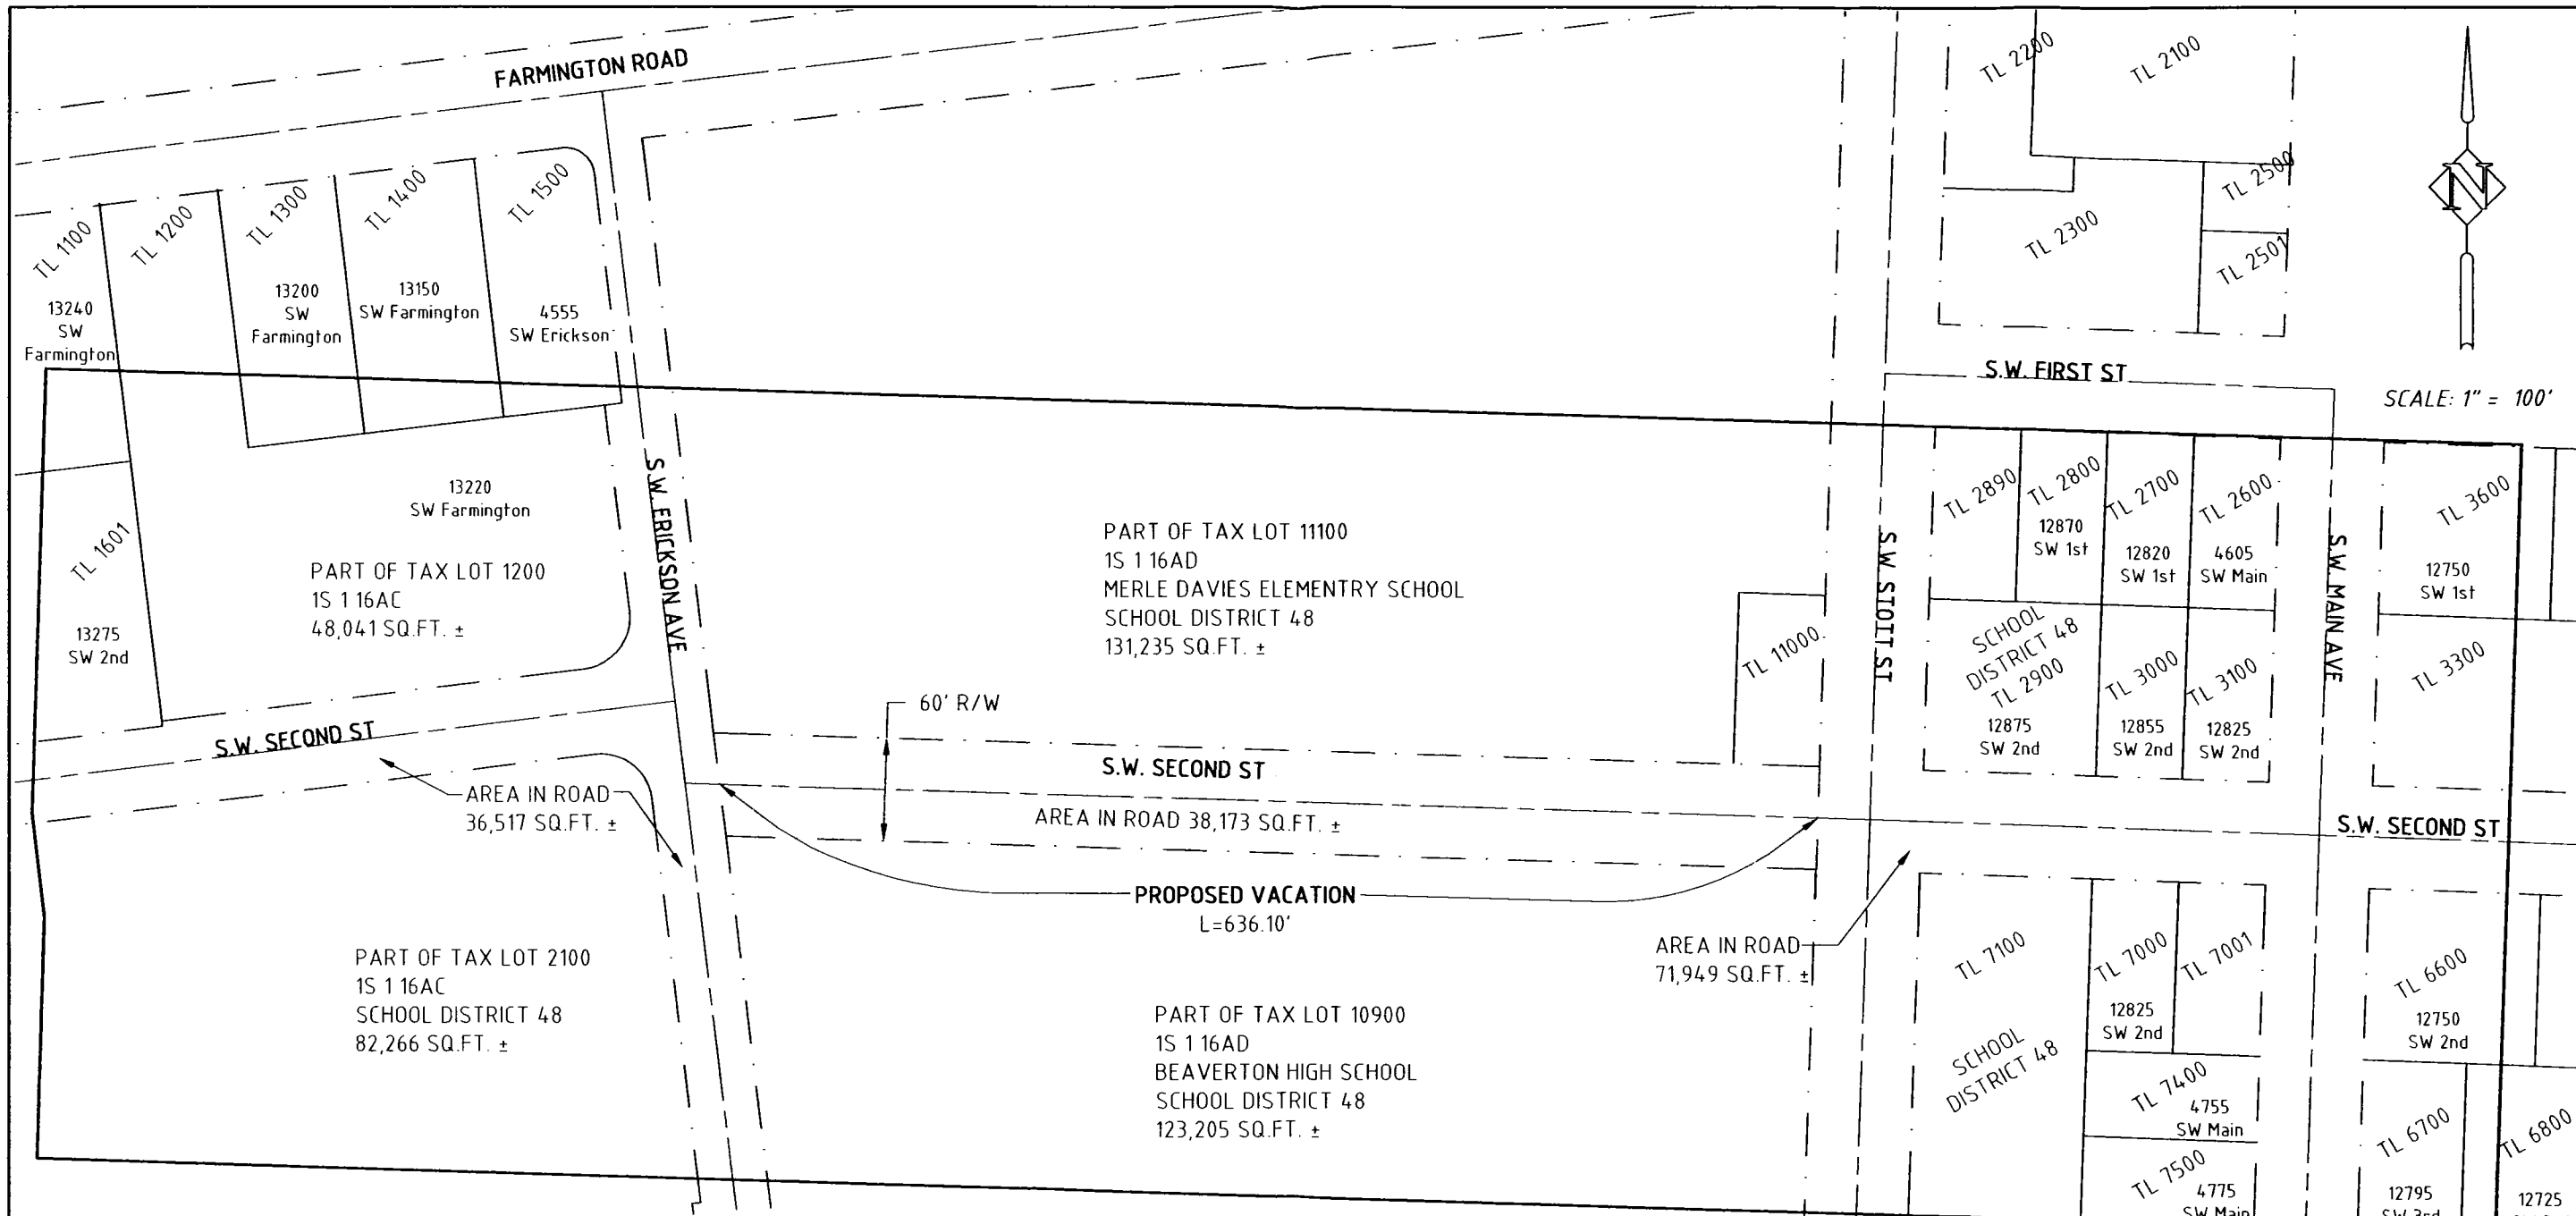 FARMINGTON ROAD
TL 2200
TL 2100
TL 1100
TL 1200
TL 1300
TL 1400
TL 1500
TL 2300
TL 2500
TL 2501
N
13240
SW
Farmington
13200
SW
Farmington
13150
SW Farmington
4555
SW Erickson
S.W. FIRST ST
SCALE: 1" = 100'
13220
SW Farmington
S.W. ERICKSON AVE
TL 1601
13275
SW 2nd
PART OF TAX LOT 1200
1S 1 16AC
48,041 SQ.FT. ±
PART OF TAX LOT 11100
1S 1 16AD
MERLE DAVIES ELEMENTRY SCHOOL
SCHOOL DISTRICT 48
131,235 SQ.FT. ±
TL 11000
S.W. STOTT ST
TL 2890
TL 2800
12870
SW 1st
TL 2700
12820
SW 1st
TL 2600
4605
SW Main
S.W. MAIN AVE
TL 3600
12750
SW 1st
SCHOOL
DISTRICT 48
TL 2900
12875
SW 2nd
TL 3000
12855
SW 2nd
TL 3100
12825
SW 2nd
TL 3300
60' R/W
S.W. SECOND ST
S.W. SECOND ST
S.W. SECOND ST
AREA IN ROAD
36,517 SQ.FT. ±
AREA IN ROAD 38,173 SQ.FT. ±
PROPOSED VACATION
L=636.10'
AREA IN ROAD
71,949 SQ.FT. ±
PART OF TAX LOT 2100
1S 1 16AC
SCHOOL DISTRICT 48
82,266 SQ.FT. ±
PART OF TAX LOT 10900
1S 1 16AD
BEAVERTON HIGH SCHOOL
SCHOOL DISTRICT 48
123,205 SQ.FT. ±
TL 7100
SCHOOL
DISTRICT 48
TL 7000
12825
SW 2nd
TL 7001
TL 7400
4755
SW Main
TL 7500
4775
SW Main
TL 6600
12750
SW 2nd
TL 6700
12795
SW 3rd
TL 6800
12725